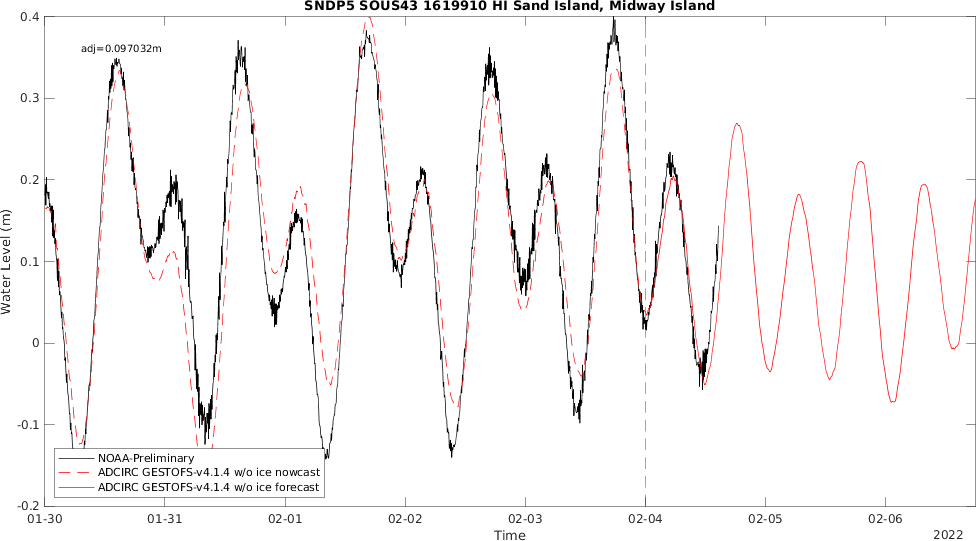 SNDP5 SOUS43 1619910 HI Sand Island, Midway Island
adj=0.097032m
0.4
0.3
0.2
0.1
0
-0.1
-0.2
Water Level (m)
NOAA-Preliminary
ADCIRC GESTOFS-v4.1.4 w/o ice nowcast
ADCIRC GESTOFS-v4.1.4 w/o ice forecast
01-30 01-31 02-01 02-02 02-03 02-04 02-05 02-06
Time
2022